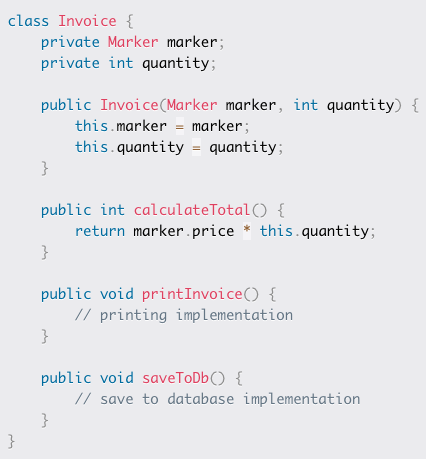 class Invoice {
    private Marker marker;
    private int quantity;

    public Invoice(Marker marker, int quantity) {
        this.marker = marker;
        this.quantity = quantity;
    }

    public int calculateTotal() {
        return marker.price * this.quantity;
    }

    public void printInvoice() {
        // printing implementation
    }

    public void saveToDb() {
        // save to database implementation
    }
}